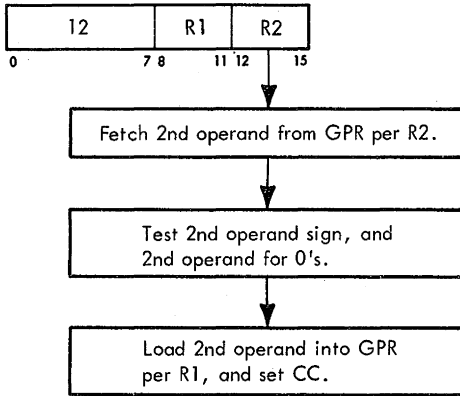 12 R1 R2
0 7 8 11 12 15
Fetch 2nd operand from GPR per R2.
Test 2nd operand sign, and
2nd operand for 0's.
Load 2nd operand into GPR
per R1, and set CC.